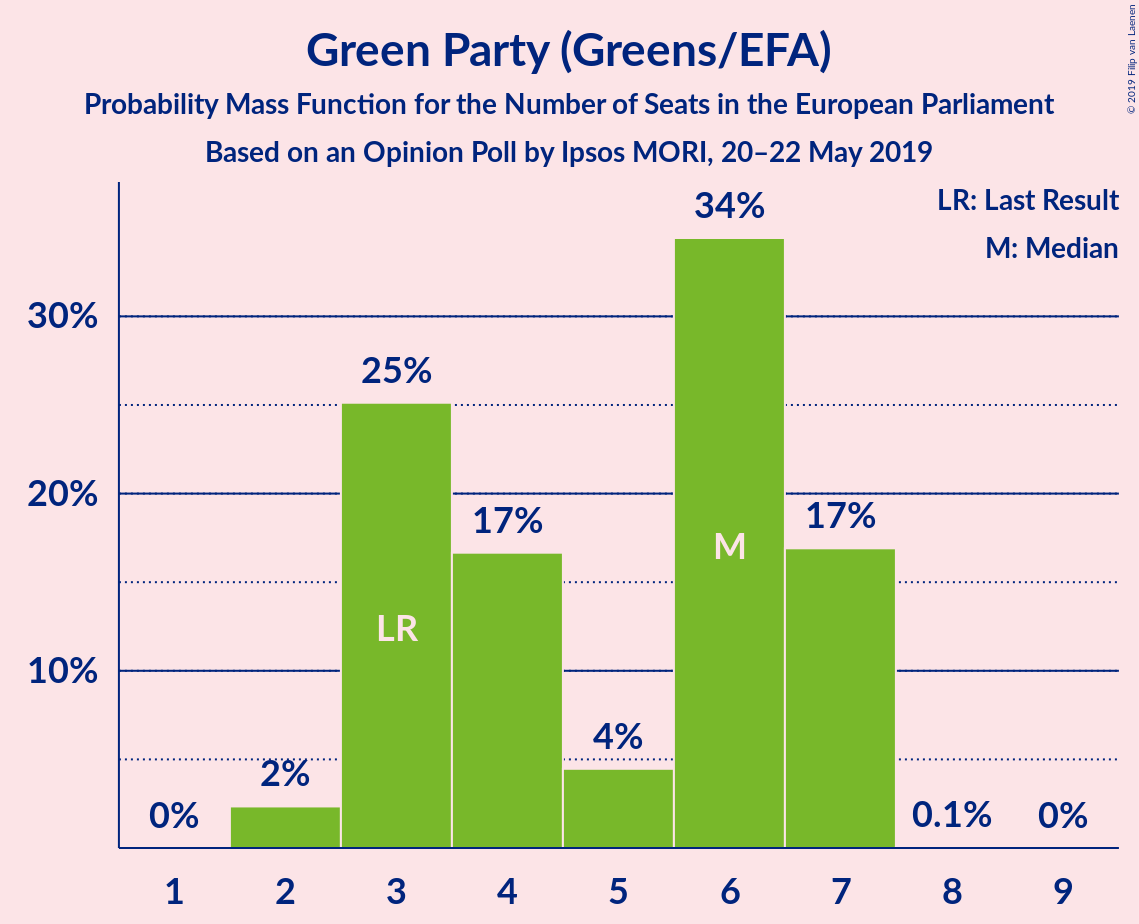 Green Party (Greens/EFA)
Probability Mass Function for the Number of Seats in the European Parliament
Based on an Opinion Poll by Ipsos MORI, 20–22 May 2019
© 2019 Filip van Laenen
LR: Last Result
M: Median
34%
30%
25%
20%
17%
17%
M
LR
10%
4%
2%
0%
0.1%
0%
1 2 3 4 5 6 7 8 9